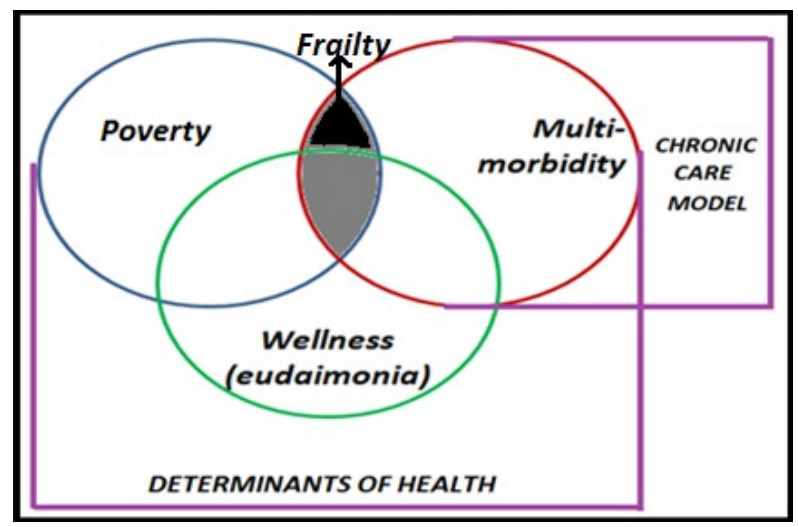 Frailty
Poverty
Multi-
morbidity
CHRONIC
CARE
MODEL
Wellness
(eudaimonia)
DETERMINANTS OF HEALTH